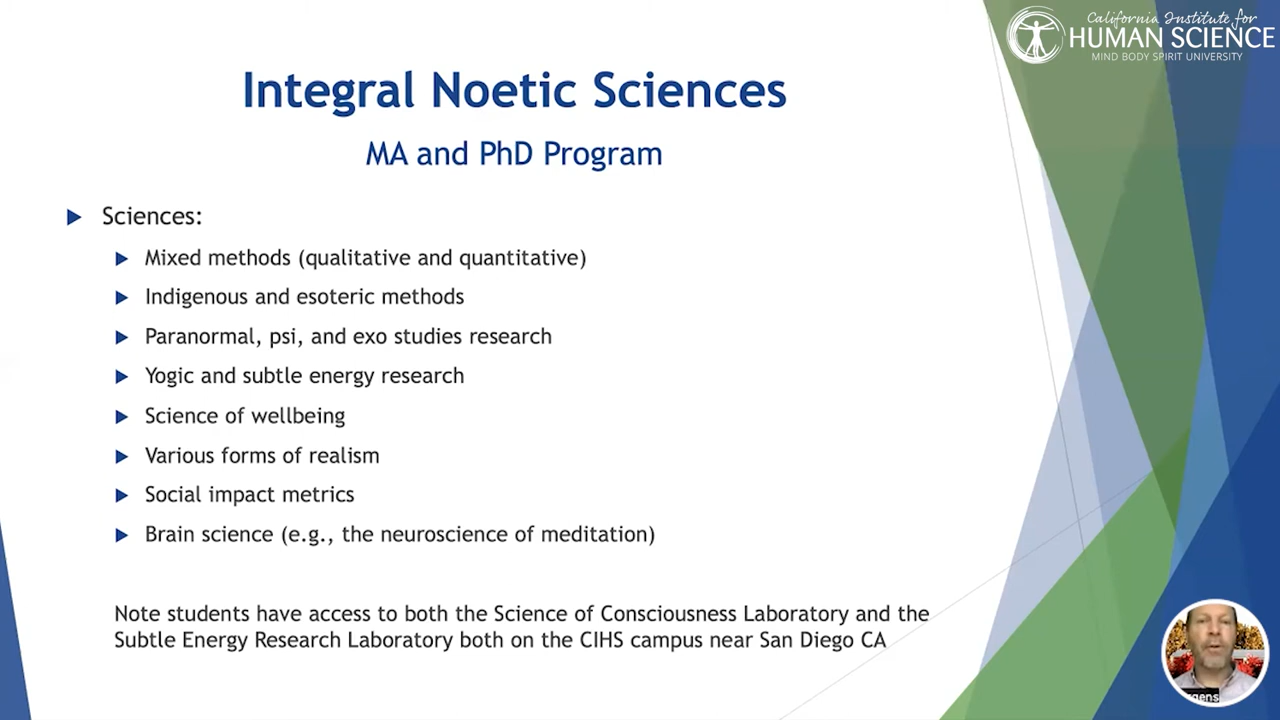 California Institute for
HUMAN SCIENCE
MIND BODY SPIRIT UNIVERSITY
Integral Noetic Sciences
MA and PhD Program
Sciences:
Mixed methods (qualitative and quantitative)
Indigenous and esoteric methods
Paranormal, psi, and exo studies research
Yogic and subtle energy research
Science of wellbeing
Various forms of realism
Social impact metrics
Brain science (e.g., the neuroscience of meditation)
Note students have access to both the Science of Consciousness Laboratory and the
Subtle Energy Research Laboratory both on the CIHS campus near San Diego CA